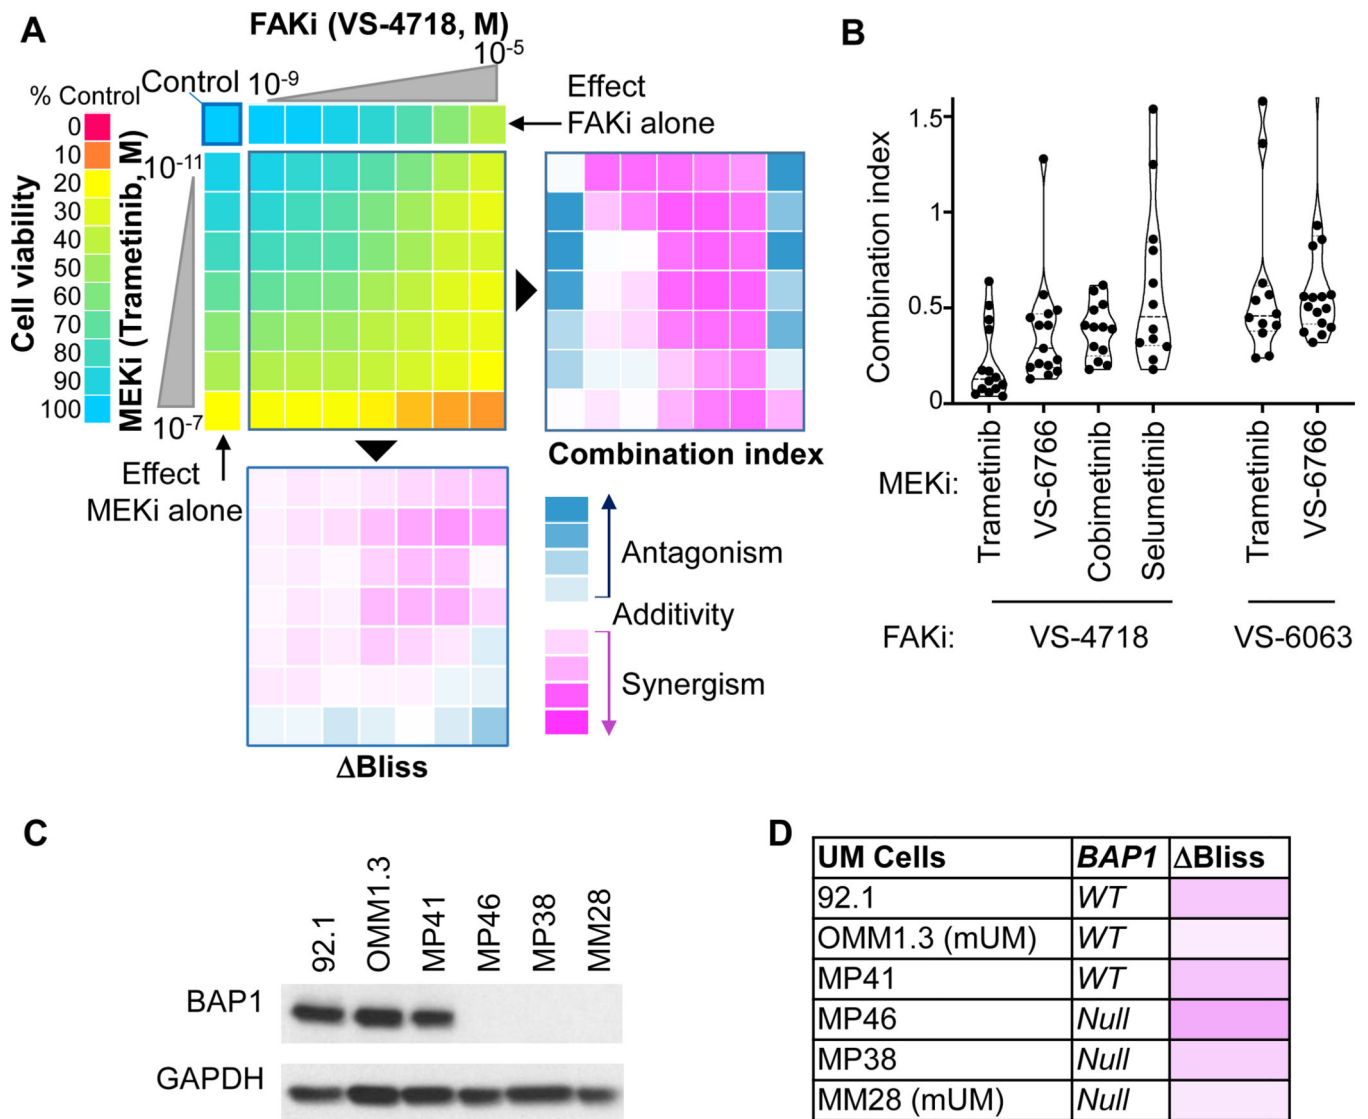 A
FAKi (VS-4718, M)
Control
10-9
10-5
Effect
FAKi alone
% Control
0
10
20
30
40
50
60
70
80
90
100
Cell viability
MEKi (Trametinib, M)
10-11
10-7
Effect
MEKi alone
Combination index
Antagonism
Additivity
Synergism
ΔBliss
B
Combination index
1.5
1
0.5
0
MEKi:
Trametinib
VS-6766
Cobimetinib
Selumetinib
Trametinib
VS-6766
FAKi:
VS-4718
VS-6063
C
92.1
OMM1.3
MP41
MP46
MP38
MM28
BAP1
GAPDH
D
UM Cells BAP1 ΔBliss
92.1 WT
OMM1.3 (mUM) WT
MP41 WT
MP46 Null
MP38 Null
MM28 (mUM) Null